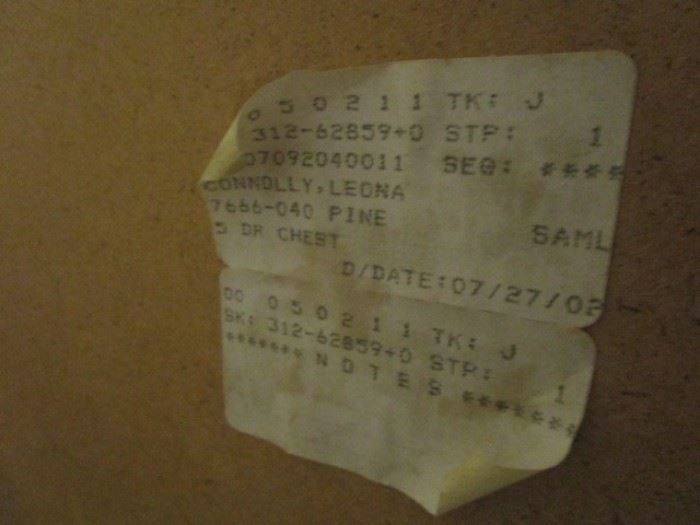 0 5 0 2 1 1 TK: J
312-62859+0 STP: 1
07092040011 SEG: ****
CONNOLLY, LEONA
7666-040 PINE
5 DR CHEST SAML
D/DATE:07/27/02
00 0 5 0 2 1 1 TK: J
SK: 312-62859+0 STP: 1
******* N O T E S *******